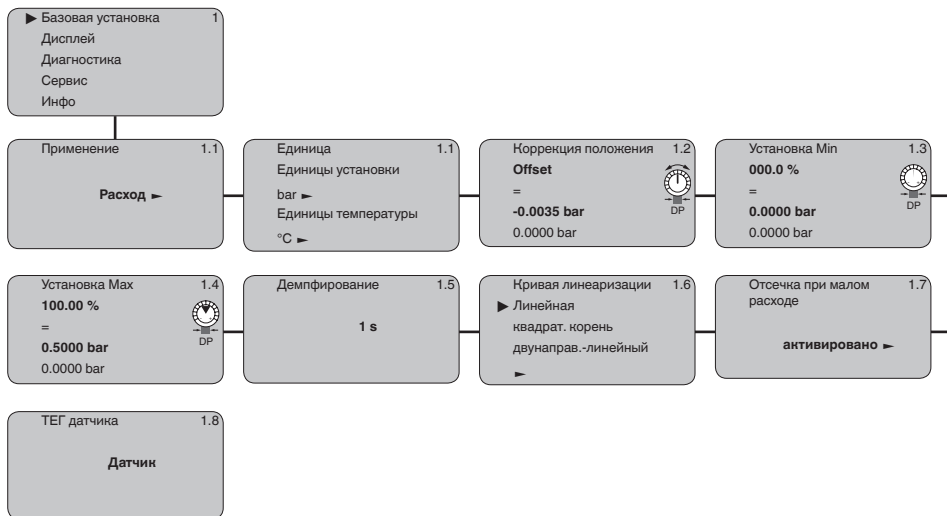 ▶ Базовая установка 1
Дисплей
Диагностика
Сервис
Инфо
Применение 1.1
Расход ►
Единица 1.1
Единицы установки
bar ►
Единицы температуры
°C ►
Коррекция положения 1.2
Offset
=
-0.0035 bar
0.0000 bar
DP
Установка Min 1.3
000.0 %
=
0.0000 bar
0.0000 bar
DP
Установка Max 1.4
100.00 %
=
0.5000 bar
0.0000 bar
DP
Демпфирование 1.5
1 s
Кривая линеаризации 1.6
▶ Линейная
квадрат. корень
двунаправ.-линейный
►
Отсечка при малом 1.7
расходе
активировано ►
ТЕГ датчика 1.8
Датчик